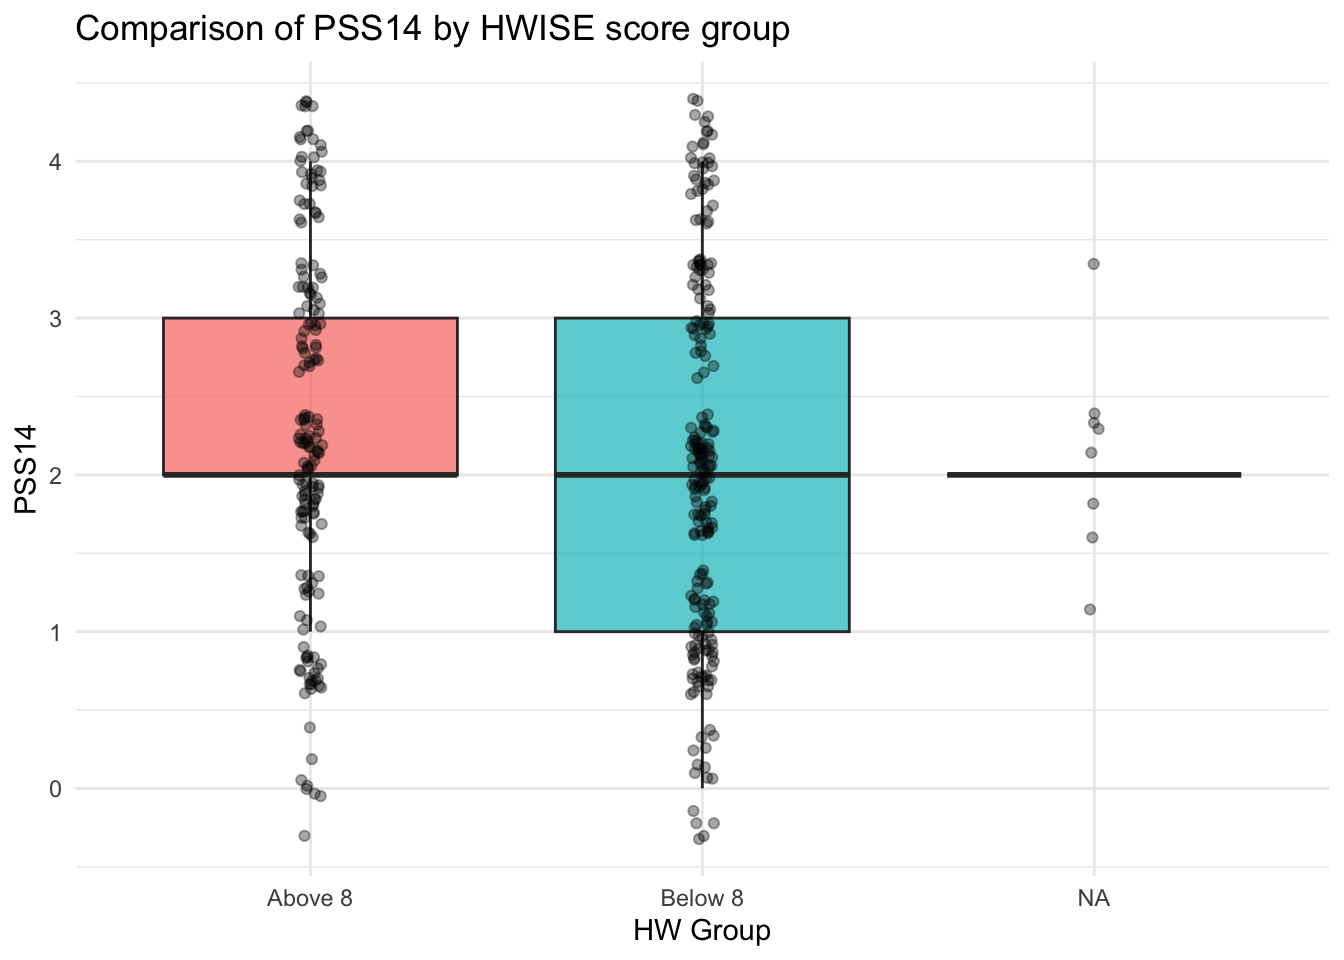 Comparison of PSS14 by HWISE score group
PSS14
4
3
2
1
0
Above 8
Below 8
NA
HW Group